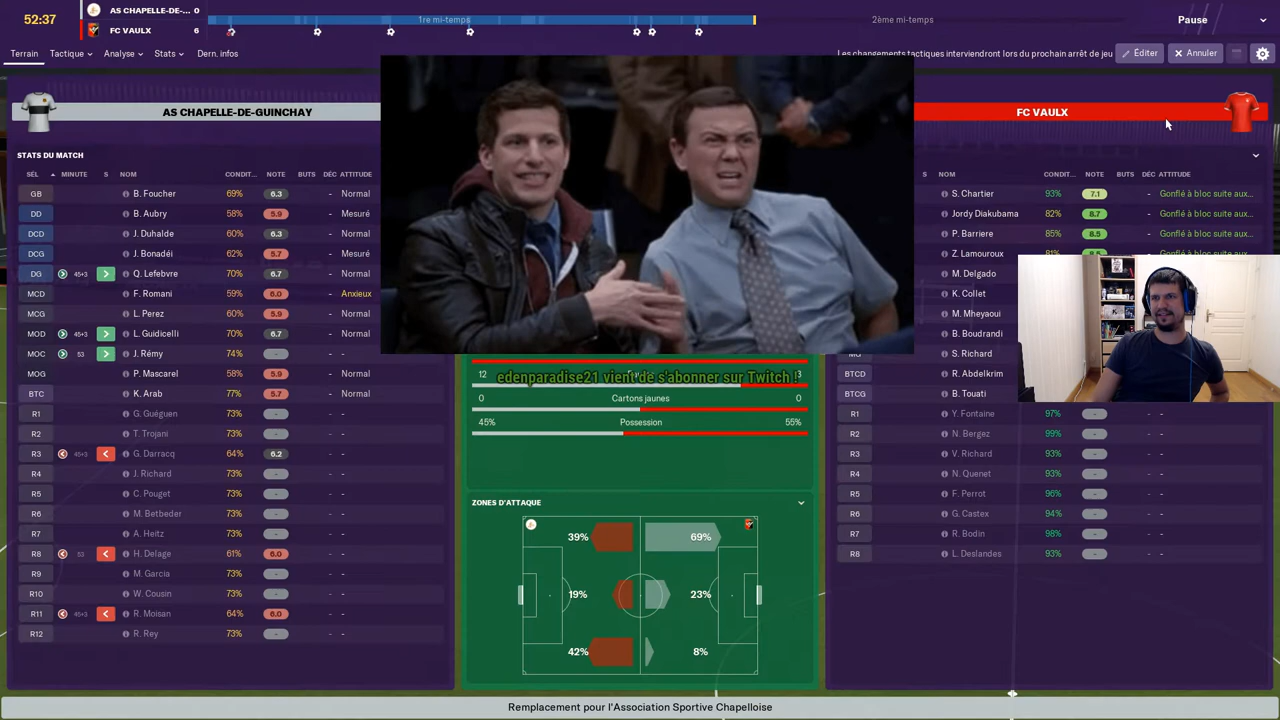 52:37
AS CHAPELLE-DE-... 0
FC VAULX 6
1re mi-temps
2ème mi-temps
Pause
Terrain Tactique Analyse Stats Dern. infos
Les changements tactiques interviendront lors du prochain arrêt de jeu Éditer Annuler
AS CHAPELLE-DE-GUINCHAY
FC VAULX
STATS DU MATCH
SÉL MINUTE S NOM CONDIT... NOTE BUTS DÉC ATTITUDE
GB B. Foucher 69% 6.3 - Normal
DD B. Aubry 58% 5.9 - Mesuré
DCD J. Duhalde 60% 6.3 - Normal
DCG J. Bonadéi 62% 5.7 - Mesuré
DG 45+3 Q. Lefebvre 70% 6.7 - Normal
MCD F. Romani 59% 6.0 - Anxieux
MCG L. Perez 60% 5.9 - Normal
MOD 45+3 L. Guidicelli 70% 6.7 - Normal
MOC 53 J. Rémy 74% - - -
MOG P. Mascarel 58% 5.9 - Normal
BTC K. Arab 77% 5.7 - Normal
R1 G. Guéguen 73% - - -
R2 T. Trojani 73% - - -
R3 45+3 G. Darracq 64% 6.2 - -
R4 J. Richard 73% - - -
R5 C. Pouget 73% - - -
R6 M. Betbeder 73% - - -
R7 A. Heitz 73% - - -
R8 53 H. Delage 61% 6.0 - -
R9 M. Garcia 73% - - -
R10 W. Cousin 73% - - -
R11 45+3 R. Moisan 64% 6.0 - -
R12 R. Rey 73% - - -
edenparadise21 vient de s'abonner sur Twitch !
12
0 Cartons jaunes 0
45% Possession 55%
ZONES D'ATTAQUE
39% 69%
19% 23%
42% 8%
S NOM CONDIT... NOTE BUTS DÉC ATTITUDE
S. Chartier 93% 7.1 - Gonflé à bloc suite aux...
Jordy Diakubama 82% 8.7 - Gonflé à bloc suite aux...
P. Barriere 85% 8.5 - Gonflé à bloc suite aux...
Z. Lamouroux 81% - Gonflé à bloc suite aux...
M. Delgado
K. Collet
M. Mheyaoui
B. Boudrandi
S. Richard
BTCD R. Abdelkrim
BTCG B. Touati
R1 Y. Fontaine 97% - - -
R2 N. Bergez 99% - - -
R3 V. Richard 93% - - -
R4 N. Quenet 93% - - -
R5 F. Perrot 96% - - -
R6 G. Castex 94% - - -
R7 R. Bodin 98% - - -
R8 L. Deslandes 93% - - -
Remplacement pour l'Association Sportive Chapelloise